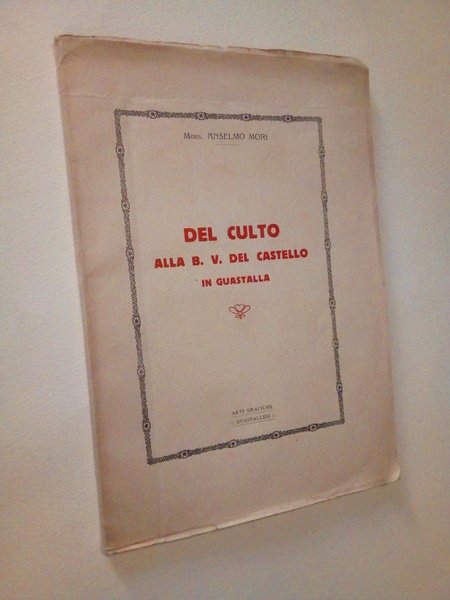 Mons. ANSELMO MORI
DEL CULTO
ALLA B. V. DEL CASTELLO
IN GUASTALLA
ARTI GRAFICHE
GUASTALLESI